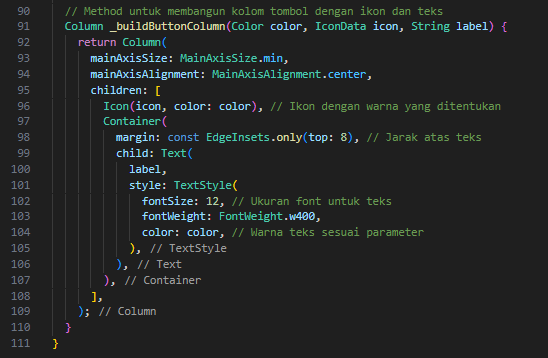 90 // Method untuk membangun kolom tombol dengan ikon dan teks
91 Column _buildButtonColumn(Color color, IconData icon, String label) {
92 return Column(
93 mainAxisSize: MainAxisSize.min,
94 mainAxisAlignment: MainAxisAlignment.center,
95 children: [
96 Icon(icon, color: color), // Ikon dengan warna yang ditentukan
97 Container(
98 margin: const EdgeInsets.only(top: 8), // Jarak atas teks
99 child: Text(
100 label,
101 style: TextStyle(
102 fontSize: 12, // Ukuran font untuk teks
103 fontWeight: FontWeight.w400,
104 color: color, // Warna teks sesuai parameter
105 ), // TextStyle
106 ), // Text
107 ), // Container
108 ],
109 ); // Column
110 }
111 }